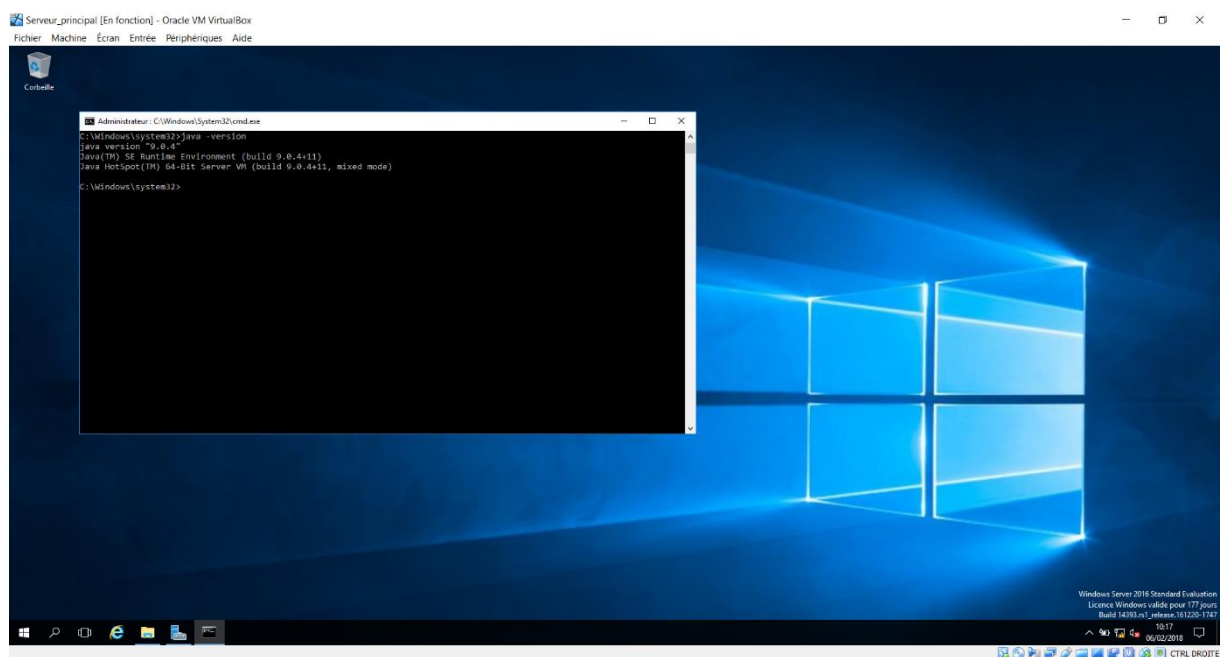 Serveur_principal [En fonction] - Oracle VM VirtualBox
Fichier Machine Écran Entrée Périphériques Aide
Corbeille
Administrateur : C:\Windows\System32\cmd.exe
C:\Windows\system32>java -version
java version "9.0.4"
Java(TM) SE Runtime Environment (build 9.0.4+11)
Java HotSpot(TM) 64-Bit Server VM (build 9.0.4+11, mixed mode)
C:\Windows\system32>
Windows Server 2016 Standard Evaluation
Licence Windows valide pour 177 jours
Build 14393.rs1_release.161220-1747
10:17
06/02/2018
CTRL DROITE